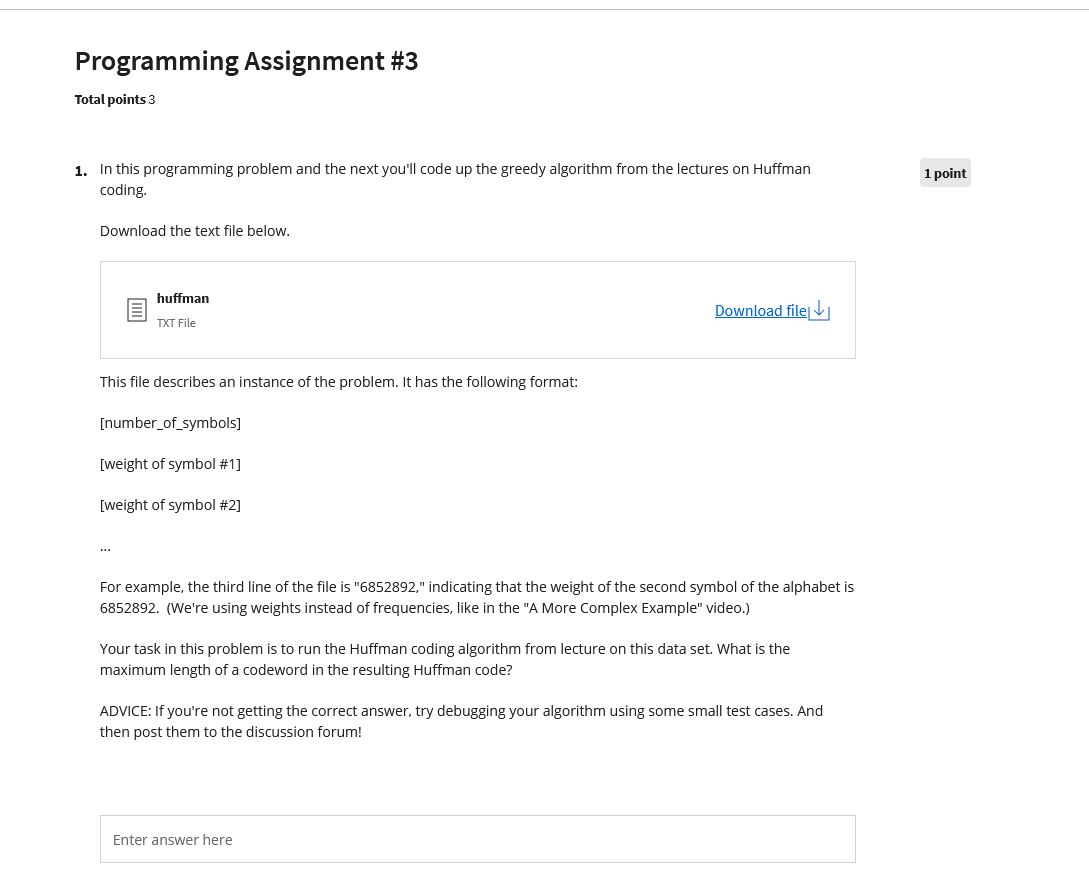 Programming Assignment #3
Total points 3
1. In this programming problem and the next you'll code up the greedy algorithm from the lectures on Huffman
coding.
1 point
Download the text file below.
huffman
TXT File
Download file
This file describes an instance of the problem. It has the following format:
[number_of_symbols]
[weight of symbol #1]
[weight of symbol #2]
...
For example, the third line of the file is "6852892," indicating that the weight of the second symbol of the alphabet is
6852892.  (We're using weights instead of frequencies, like in the "A More Complex Example" video.)
Your task in this problem is to run the Huffman coding algorithm from lecture on this data set. What is the
maximum length of a codeword in the resulting Huffman code?
ADVICE: If you're not getting the correct answer, try debugging your algorithm using some small test cases. And
then post them to the discussion forum!
Enter answer here